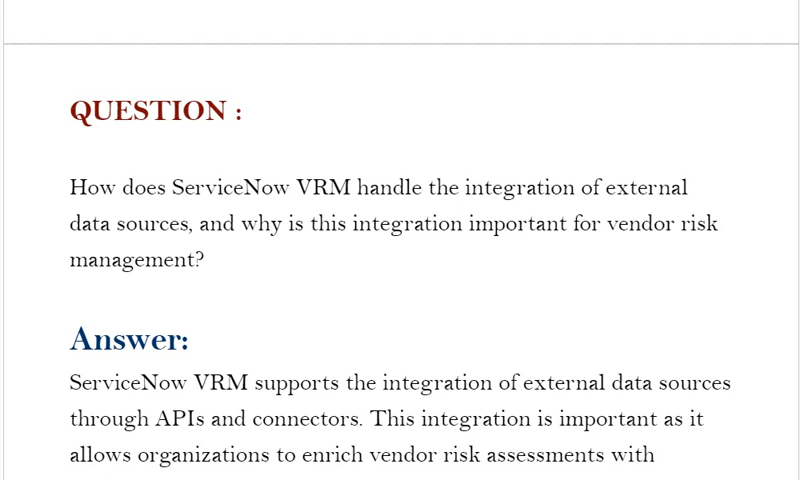 QUESTION :
How does ServiceNow VRM handle the integration of external
data sources, and why is this integration important for vendor risk
management?
Answer:
ServiceNow VRM supports the integration of external data sources
through APIs and connectors. This integration is important as it
allows organizations to enrich vendor risk assessments with